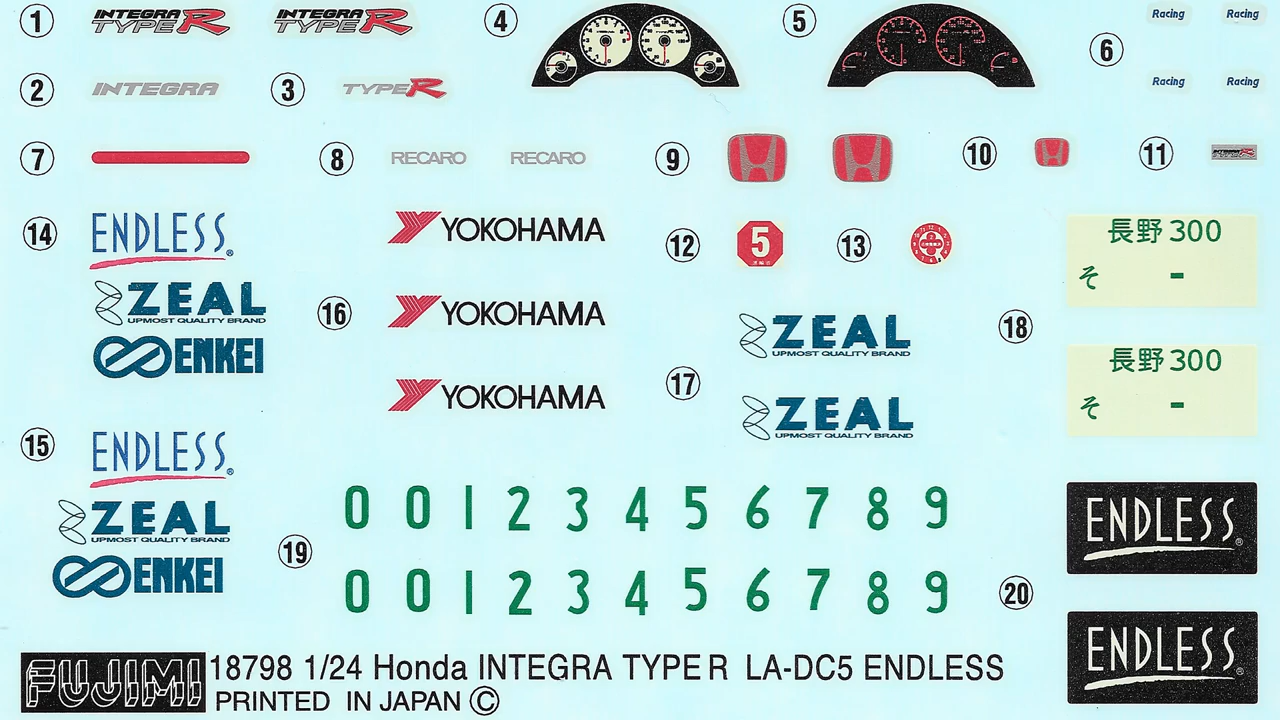 1
INTEGRA
TYPE R
INTEGRA
TYPE R
4
5
6
Racing
Racing
Racing
Racing
2
INTEGRA
3
TYPE R
7
8
RECARO
RECARO
9
10
11
INTEGRA
TYPE R
14
ENDLESS®
ZEAL
UPMOST QUALITY BRAND
ENKEI
YOKOHAMA
16
YOKOHAMA
YOKOHAMA
12
5
13
17
ZEAL
UPMOST QUALITY BRAND
ZEAL
UPMOST QUALITY BRAND
18
長野 300
そ -
長野 300
そ -
15
ENDLESS®
ZEAL
UPMOST QUALITY BRAND
ENKEI
19
0 0 1 2 3 4 5 6 7 8 9
0 0 1 2 3 4 5 6 7 8 9
20
ENDLESS®
ENDLESS®
FUJIMI 18798 1/24 Honda INTEGRA TYPE R LA-DC5 ENDLESS
PRINTED IN JAPAN ©